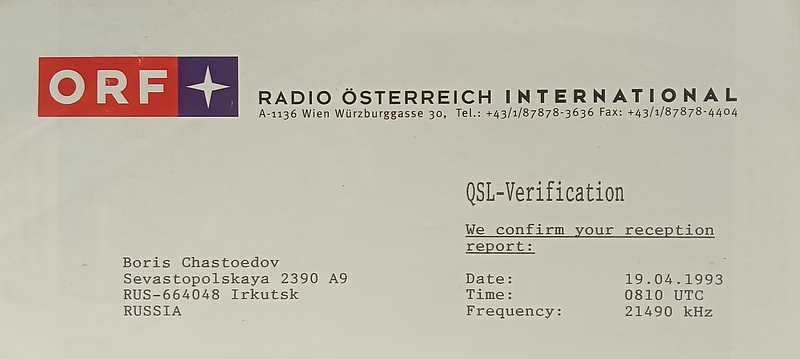 ORF
RADIO ÖSTERREICH INTERNATIONAL
A-1136 Wien Würzburggasse 30, Tel.: +43/1/87878-3636 Fax: +43/1/87878-4404
QSL-Verification
We confirm your reception
report:
Boris Chastoedov
Sevastopolskaya 2390 A9
RUS-664048 Irkutsk
RUSSIA
Date: 19.04.1993
Time: 0810 UTC
Frequency: 21490 kHz